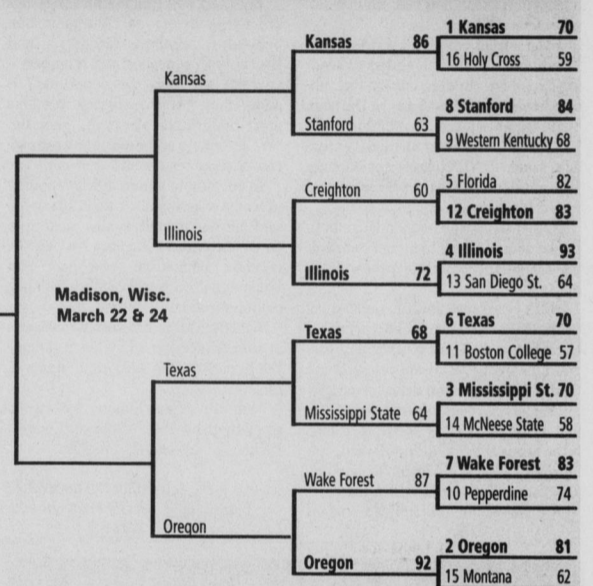 1 Kansas 70
16 Holy Cross 59
Kansas 86
Kansas
8 Stanford 84
Stanford 63
9 Western Kentucky 68
5 Florida 82
Creighton 60
12 Creighton 83
Illinois
4 Illinois 93
Illinois 72
13 San Diego St. 64
Madison, Wisc.
March 22 & 24
6 Texas 70
Texas 68
11 Boston College 57
Texas
3 Mississippi St. 70
Mississippi State 64
14 McNeese State 58
7 Wake Forest 83
Wake Forest 87
10 Pepperdine 74
Oregon
2 Oregon 81
Oregon 92
15 Montana 62